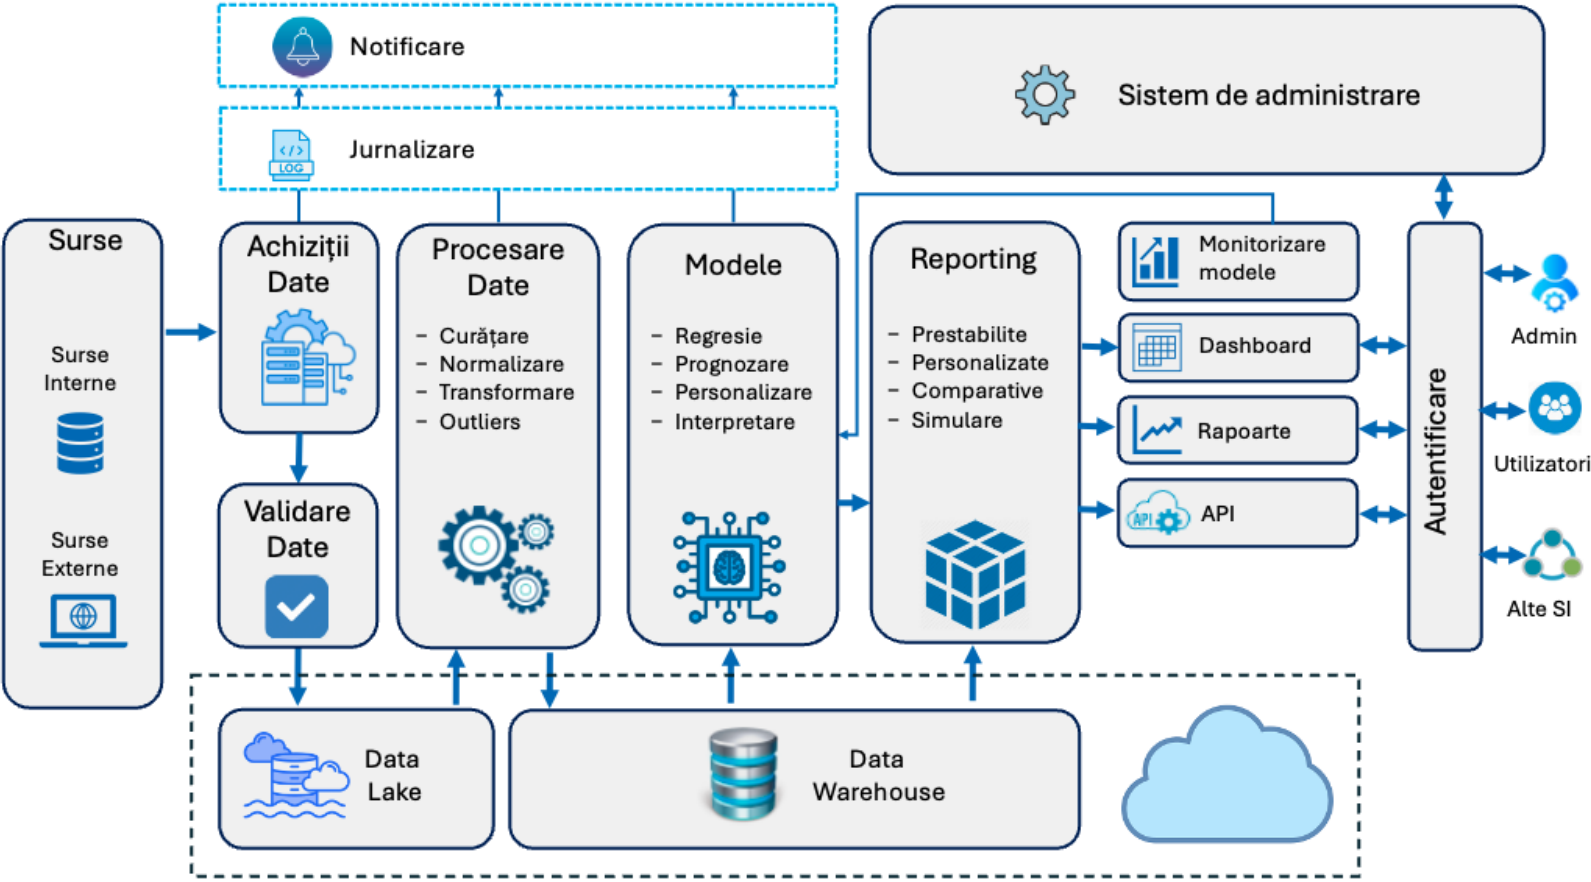 Notificare
LOG
Jurnalizare
Sistem de administrare
Surse
Surse
Interne
Surse
Externe
Achiziții
Date
Validare
Date
Procesare
Date
– Curățare
– Normalizare
– Transformare
– Outliers
Modele
– Regresie
– Prognozare
– Personalizare
– Interpretare
Reporting
– Prestabilite
– Personalizate
– Comparative
– Simulare
Monitorizare
modele
Dashboard
Rapoarte
API
API
Autentificare
Admin
Utilizatori
Alte SI
Data
Lake
Data
Warehouse